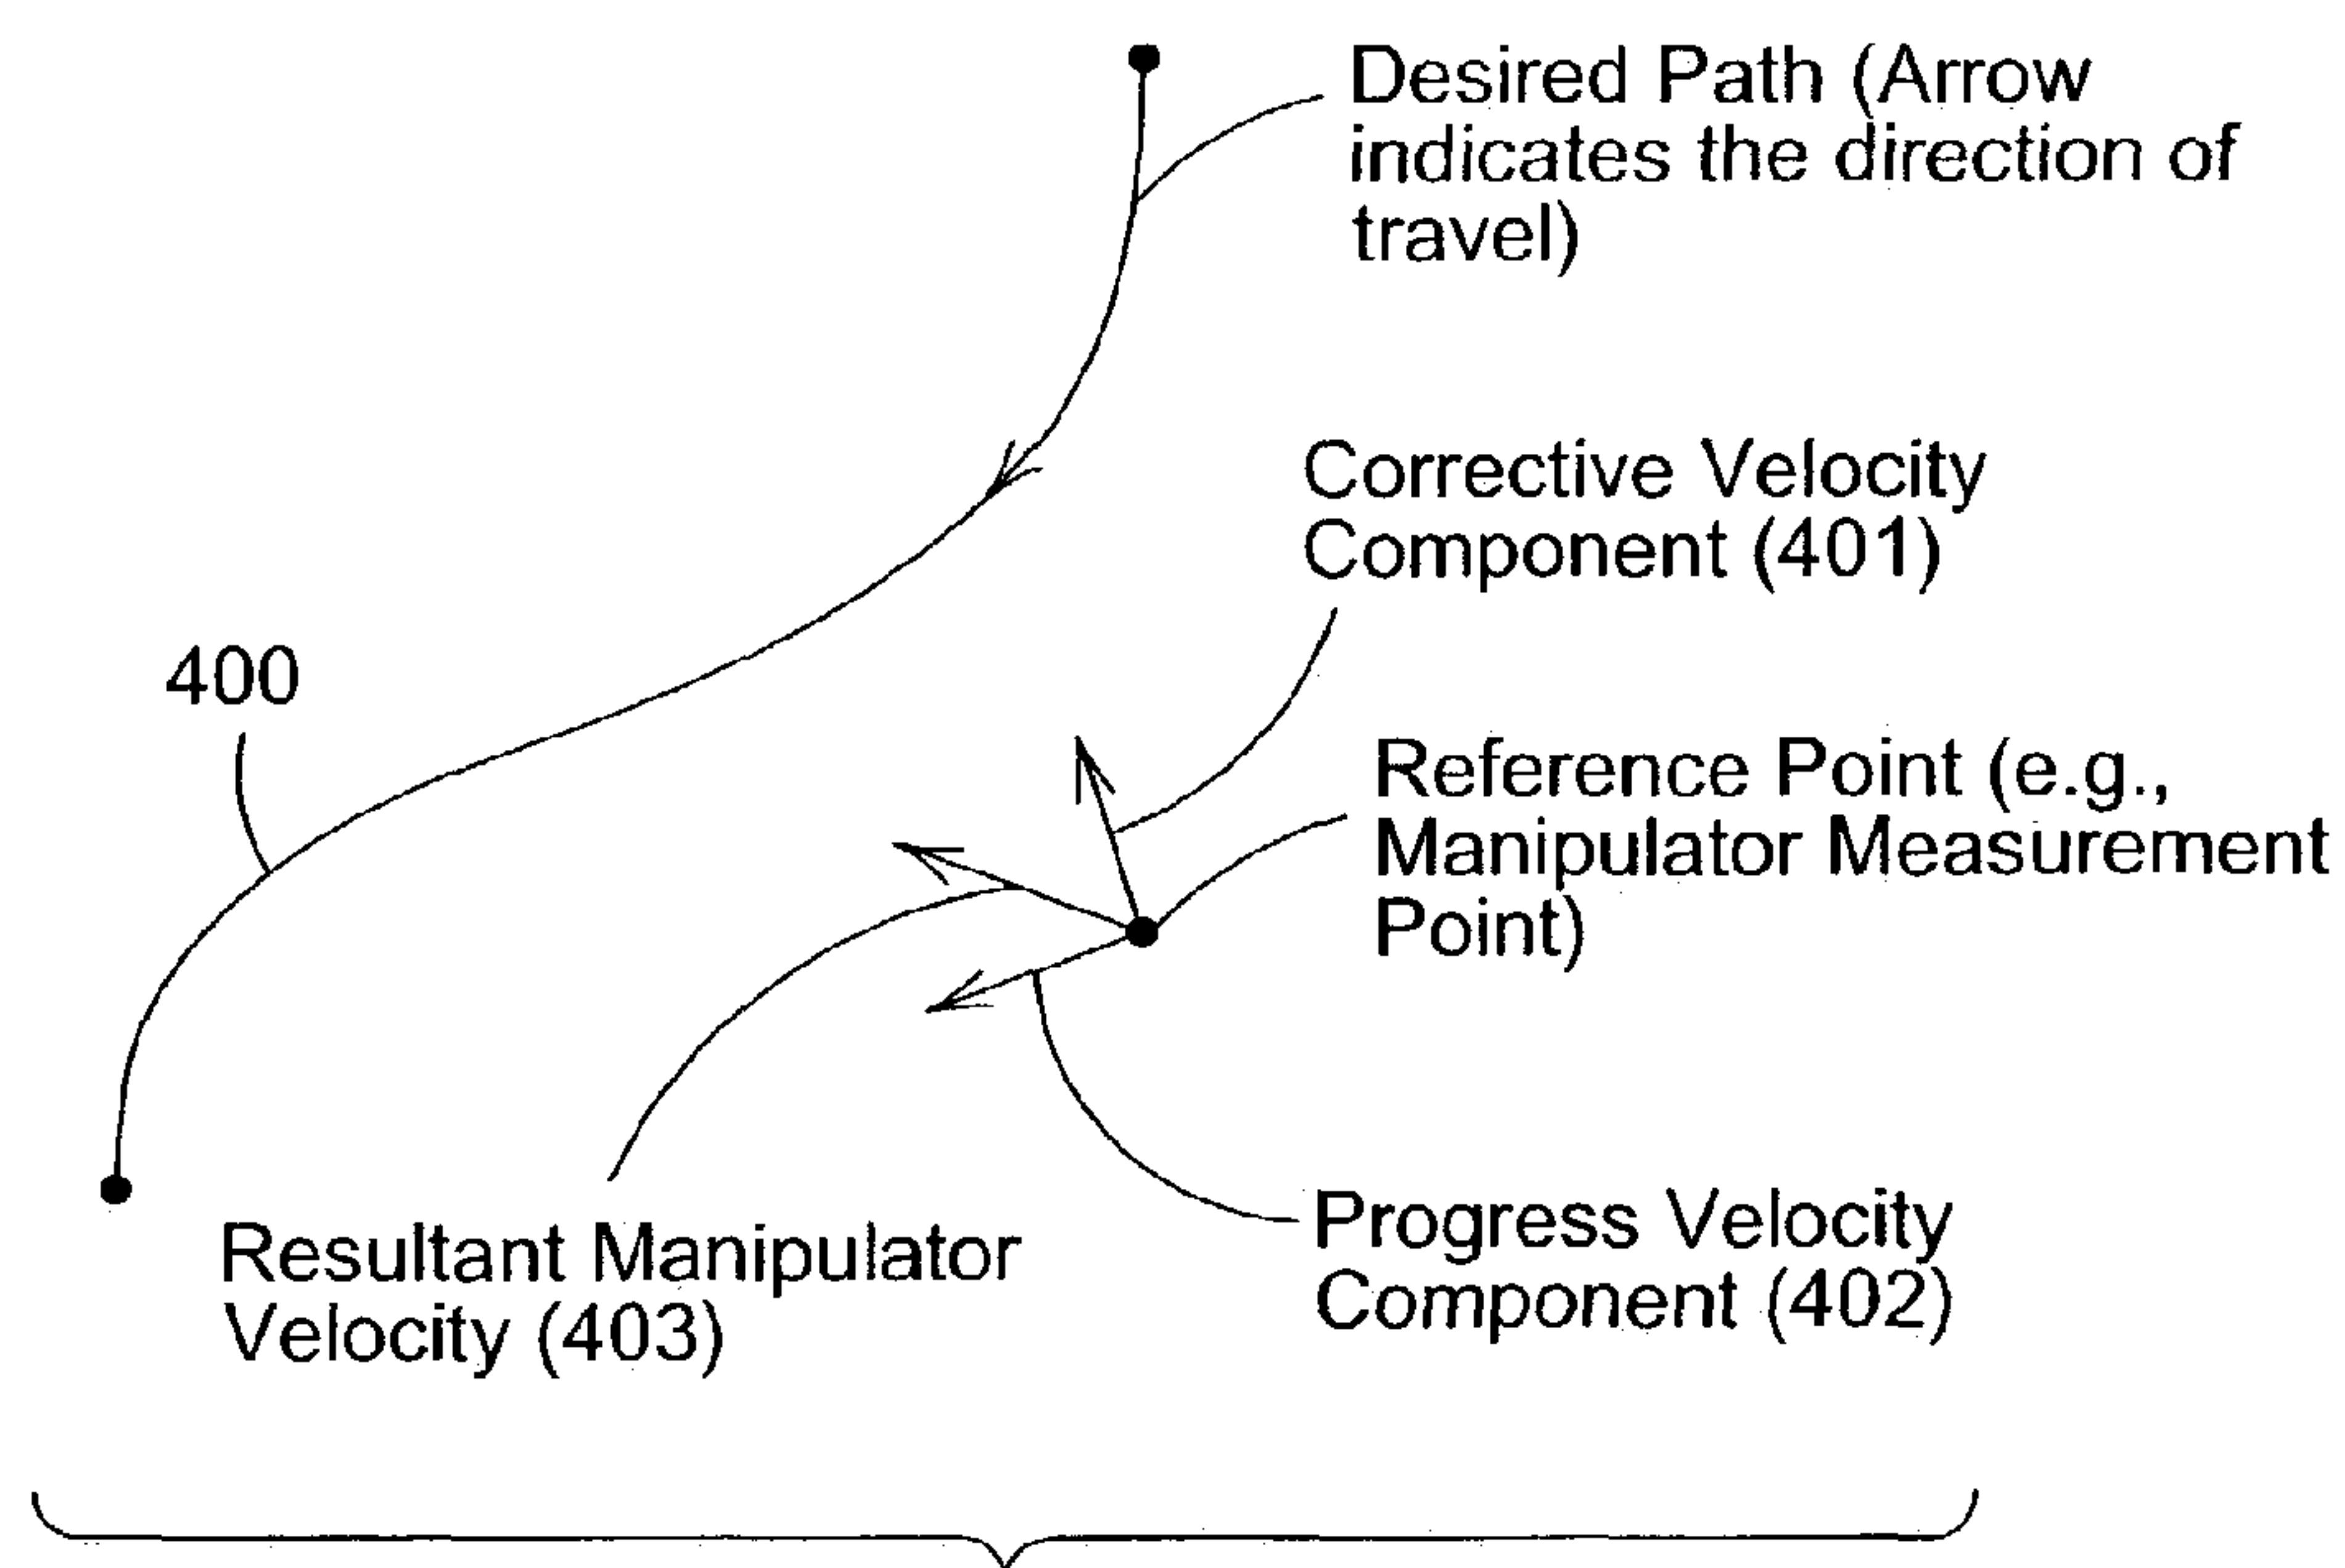 Desired Path (Arrow
indicates the direction of
travel)
Corrective Velocity
Component (401)
400
Reference Point (e.g.,
Manipulator Measurement
Point)
Resultant Manipulator
Velocity (403)
Progress Velocity
Component (402)